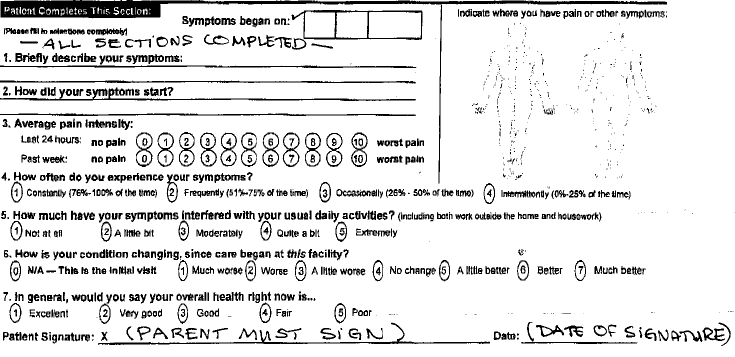 Patient Completes This Section:
Symptoms began on:
Indicate where you have pain or other symptoms:
(Please fill in selections completely)
— ALL SECTIONS COMPLETED —
1. Briefly describe your symptoms:
2. How did your symptoms start?
3. Average pain intensity:
Last 24 hours: no pain 0 1 2 3 4 5 6 7 8 9 10 worst pain
Past week: no pain 0 1 2 3 4 5 6 7 8 9 10 worst pain
4. How often do you experience your symptoms?
1 Constantly (76%-100% of the time) 2 Frequently (51%-75% of the time) 3 Occasionally (26% - 50% of the time) 4 Intermittently (0%-25% of the time)
5. How much have your symptoms interfered with your usual daily activities? (including both work outside the home and housework)
1 Not at all 2 A little bit 3 Moderately 4 Quite a bit 5 Extremely
6. How is your condition changing, since care began at this facility?
0 N/A — This is the initial visit 1 Much worse 2 Worse 3 A little worse 4 No change 5 A little better 6 Better 7 Much better
7. In general, would you say your overall health right now is...
1 Excellent 2 Very good 3 Good 4 Fair 5 Poor
Patient Signature: X (PARENT MUST SIGN) Date: (DATE OF SIGNATURE)